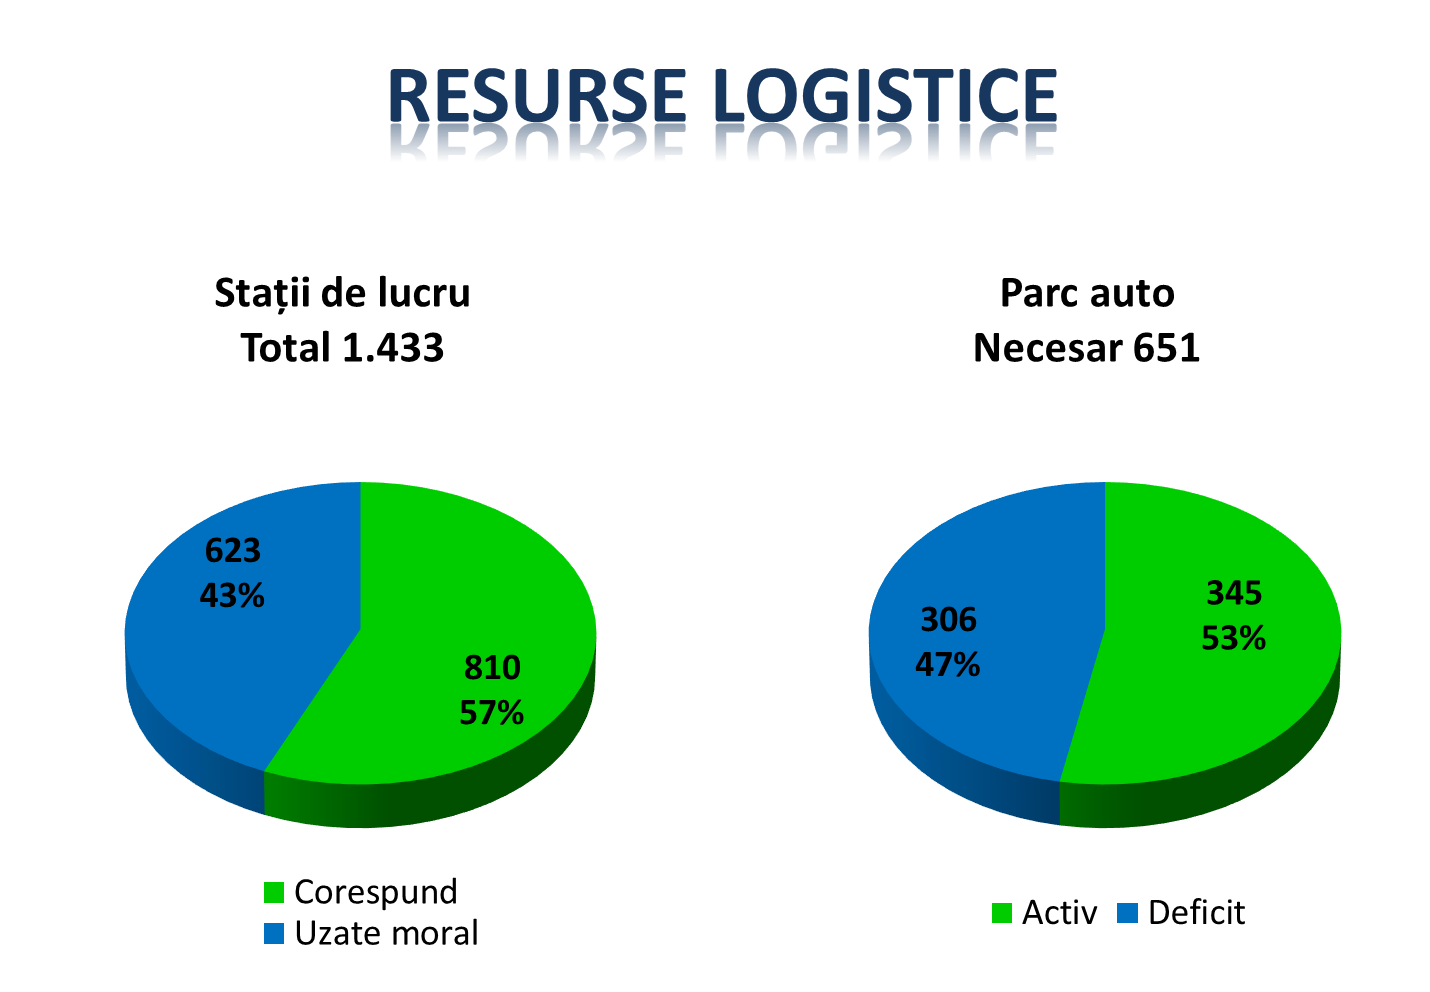 RESURSE LOGISTICE
Stații de lucru
Total 1.433
623
43%
810
57%
Corespund
Uzate moral
Parc auto
Necesar 651
306
47%
345
53%
Activ
Deficit